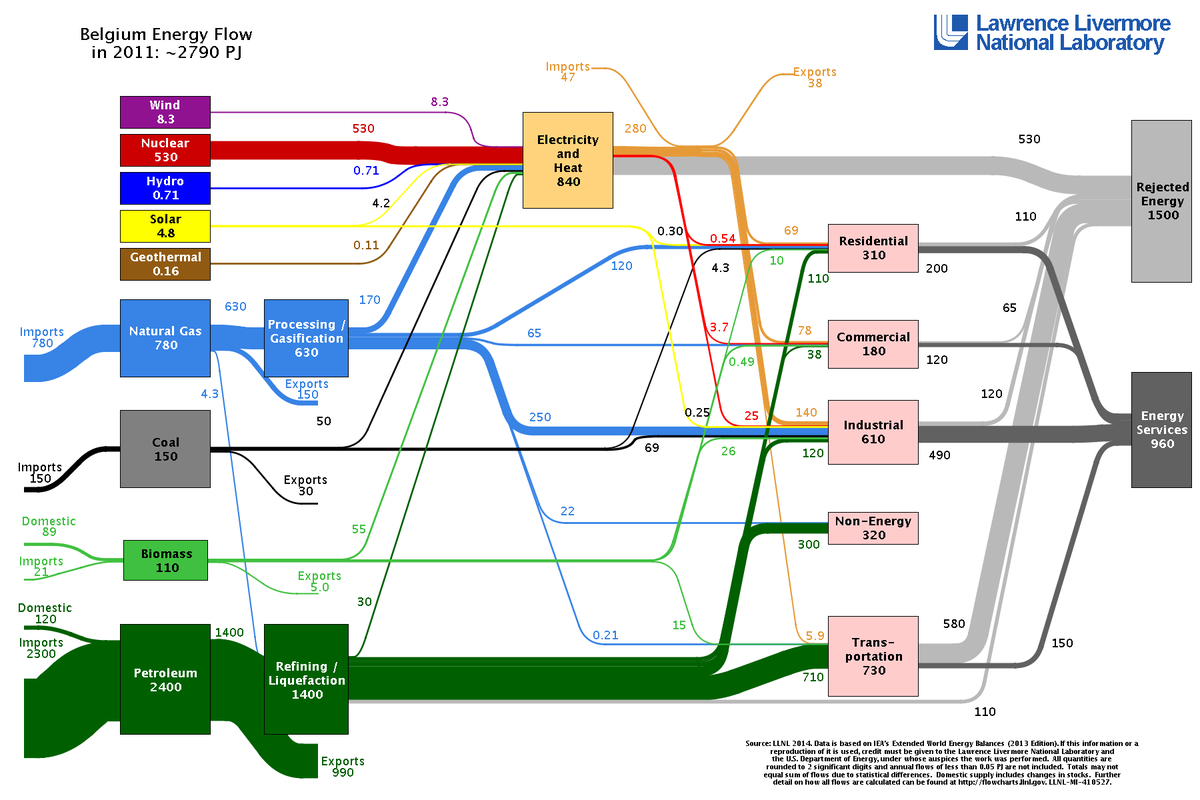 Belgium Energy Flow
in 2011: ~2790 PJ
Lawrence Livermore
National Laboratory
Imports
47
Exports
38
Wind
8.3
8.3
Nuclear
530
530
Hydro
0.71
0.71
Solar
4.8
4.2
Geothermal
0.16
0.11
Electricity
and
Heat
840
280
530
Rejected
Energy
1500
Imports
780
Natural Gas
780
630
Processing /
Gasification
630
170
Exports
150
4.3
120
65
250
22
0.21
0.30
0.54
4.3
69
10
110
Residential
310
110
200
3.7
0.49
78
38
Commercial
180
65
120
0.25
25
69
26
140
120
Industrial
610
120
490
Energy
Services
960
Imports
150
Coal
150
50
Exports
30
Domestic
89
Imports
21
Biomass
110
55
Exports
5.0
15
300
Non-Energy
320
Domestic
120
Imports
2300
Petroleum
2400
1400
Refining /
Liquefaction
1400
30
Exports
990
5.9
710
Trans-
portation
730
580
150
110
Source: LLNL 2014. Data is based on IEA's Extended World Energy Balances (2013 Edition). If this information or a
reproduction of it is used, credit must be given to the Lawrence Livermore National Laboratory and
the U.S. Department of Energy, under whose auspices the work was performed. All quantities are
rounded to 2 significant digits and annual flows of less than 0.05 PJ are not included. Totals may not
equal sum of flows due to statistical differences. Domestic supply includes changes in stocks. Further
detail on how all flows are calculated can be found at http://flowcharts.llnl.gov. LLNL-MI-410527.